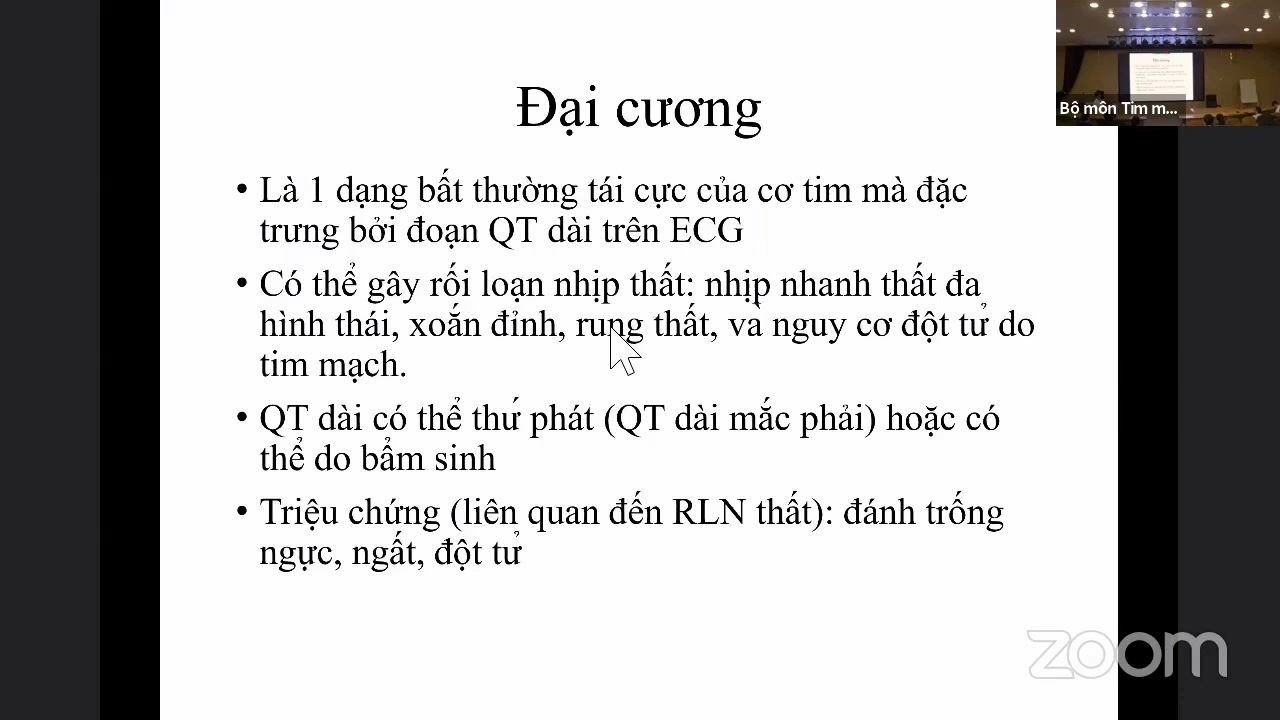 Đại cương
• Là 1 dạng bất thường tái cực của cơ tim mà đặc
trưng bởi đoạn QT dài trên ECG
• Có thể gây rối loạn nhịp thất: nhịp nhanh thất đa
hình thái, xoắn đỉnh, rung thất, và nguy cơ đột tử do
tim mạch.
• QT dài có thể thứ phát (QT dài mắc phải) hoặc có
thể do bẩm sinh
• Triệu chứng (liên quan đến RLN thất): đánh trống
ngực, ngất, đột tử
Bộ môn Tim m...
zoom